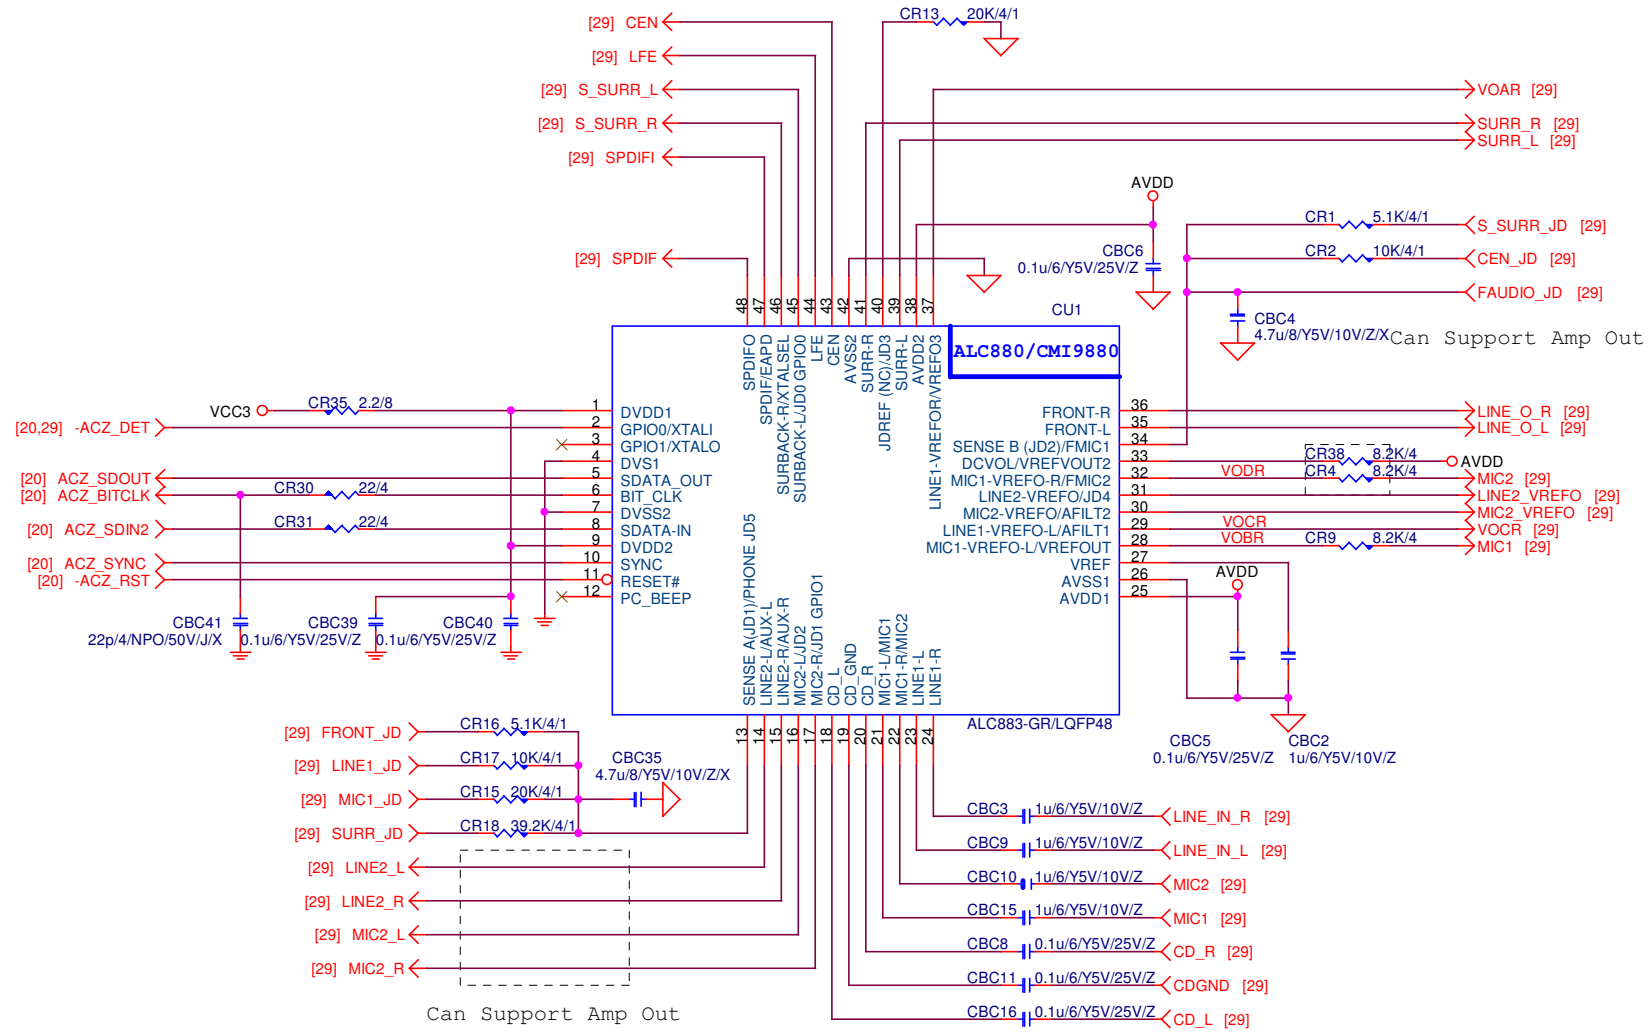 [29] CEN
[29] LFE
[29] S_SURR_L
[29] S_SURR_R
[29] SPDIFI
[29] SPDIF
CR13 20K/4/1
VOAR [29]
SURR_R [29]
SURR_L [29]
AVDD
CBC6
0.1u/6/Y5V/25V/Z
CR1 5.1K/4/1 S_SURR_JD [29]
CR2 10K/4/1 CEN_JD [29]
FAUDIO_JD [29]
CBC4
4.7u/8/Y5V/10V/Z/X
Can Support Amp Out
48 47 46 45 44 43 42 41 40 39 38 37
CU1
ALC880/CMI9880
SPDIFO
SPDIF/EAPD
SURBACK-R/XTALSEL
SURBACK-L/JD0 GPIO0
LFE
CEN
AVSS2
SURR-R
JDREF (NC)/JD3
SURR-L
AVDD2
LINE1-VREFOR/VREFO3
VCC3 CR35 2.2/8
[20,29] -ACZ_DET
[20] ACZ_SDOUT
[20] ACZ_BITCLK CR30 22/4
[20] ACZ_SDIN2 CR31 22/4
[20] ACZ_SYNC
[20] -ACZ_RST
1 DVDD1
2 GPIO0/XTALI
3 GPIO1/XTALO
4 DVS1
5 SDATA_OUT
6 BIT_CLK
7 DVSS2
8 SDATA-IN
9 DVDD2
10 SYNC
11 RESET#
12 PC_BEEP
FRONT-R 36 LINE_O_R [29]
FRONT-L 35 LINE_O_L [29]
SENSE B (JD2)/FMIC1 34
DCVOL/VREFVOUT2 33 CR38 8.2K/4 AVDD
MIC1-VREFO-R/FMIC2 32 VODR CR4 8.2K/4 MIC2 [29]
LINE2-VREFO/JD4 31 LINE2_VREFO [29]
MIC2-VREFO/AFILT2 30 MIC2_VREFO [29]
LINE1-VREFO-L/AFILT1 29 VOCR VOCR [29]
MIC1-VREFO-L/VREFOUT 28 VOBR CR9 8.2K/4 MIC1 [29]
VREF 27
AVSS1 26
AVDD1 25
AVDD
CBC41
22p/4/NPO/50V/J/X
CBC39
0.1u/6/Y5V/25V/Z
CBC40
0.1u/6/Y5V/25V/Z
SENSE A(JD1)/PHONE JD5
LINE2-L/AUX-L
LINE2-R/AUX-R
MIC2-L/JD2
MIC2-R/JD1 GPIO1
CD_L
CD_GND
CD_R
MIC1-L/MIC1
MIC1-R/MIC2
LINE1-L
LINE1-R
13 14 15 16 17 18 19 20 21 22 23 24
ALC883-GR/LQFP48
CBC5
0.1u/6/Y5V/25V/Z
CBC2
1u/6/Y5V/10V/Z
[29] FRONT_JD CR16 5.1K/4/1
[29] LINE1_JD CR17 10K/4/1
[29] MIC1_JD CR15 20K/4/1
[29] SURR_JD CR18 39.2K/4/1
CBC35
4.7u/8/Y5V/10V/Z/X
[29] LINE2_L
[29] LINE2_R
[29] MIC2_L
[29] MIC2_R
Can Support Amp Out
CBC3 1u/6/Y5V/10V/Z LINE_IN_R [29]
CBC9 1u/6/Y5V/10V/Z LINE_IN_L [29]
CBC10 1u/6/Y5V/10V/Z MIC2 [29]
CBC15 1u/6/Y5V/10V/Z MIC1 [29]
CBC8 0.1u/6/Y5V/25V/Z CD_R [29]
CBC11 0.1u/6/Y5V/25V/Z CDGND [29]
CBC16 0.1u/6/Y5V/25V/Z CD_L [29]